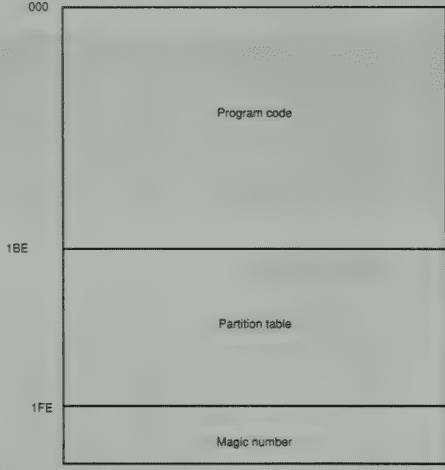 000
Program code
1BE
Partition table
1FE
Magic number